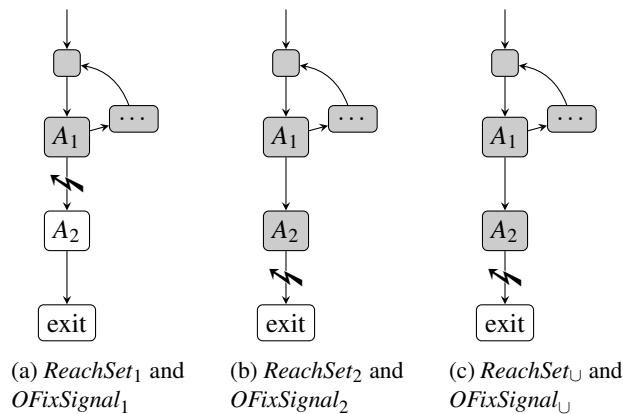 A1
A2
exit
(a) ReachSet1 and
OFixSignal1
A1
A2
exit
(b) ReachSet2 and
OFixSignal2
A1
A2
exit
(c) ReachSet∪ and
OFixSignal∪